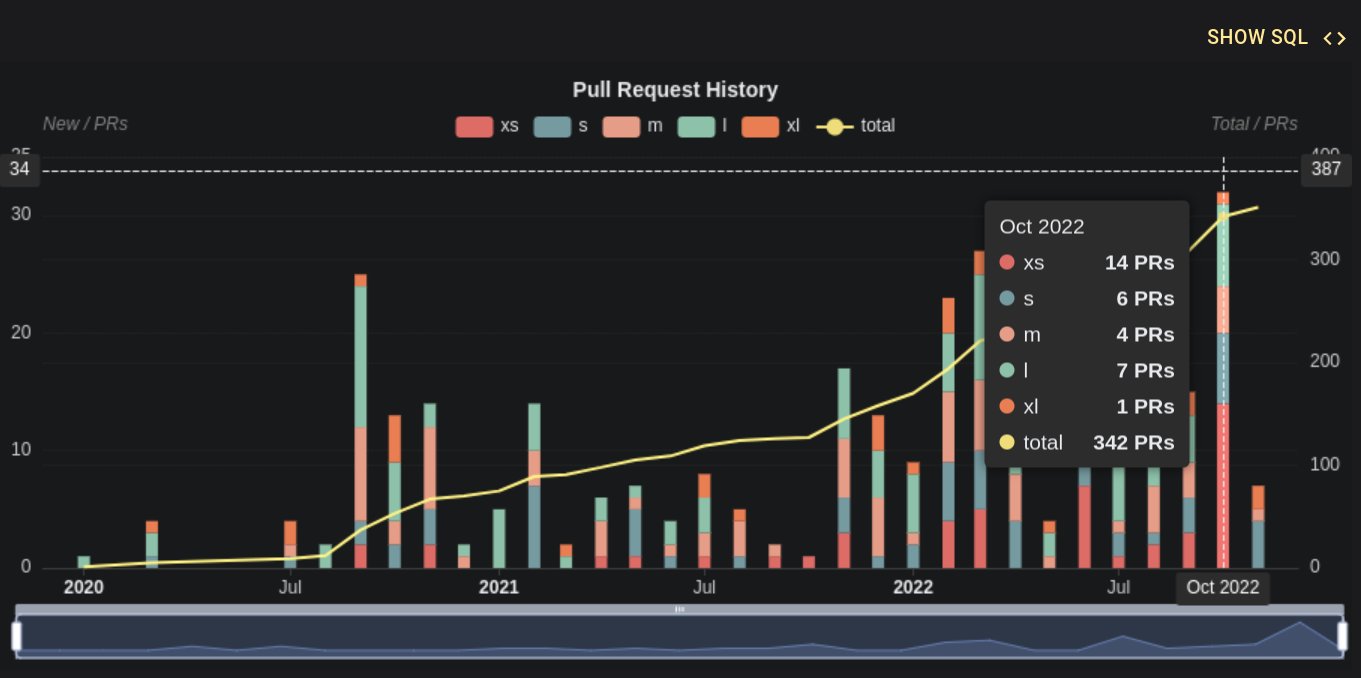 SHOW SQL <>
Pull Request History
New / PRs
xs s m l xl total
Total / PRs
35
400
34
387
30
20
10
0
300
200
100
0
Oct 2022
xs 14 PRs
s 6 PRs
m 4 PRs
l 7 PRs
xl 1 PRs
total 342 PRs
2020 Jul 2021 Jul 2022 Jul Oct 2022